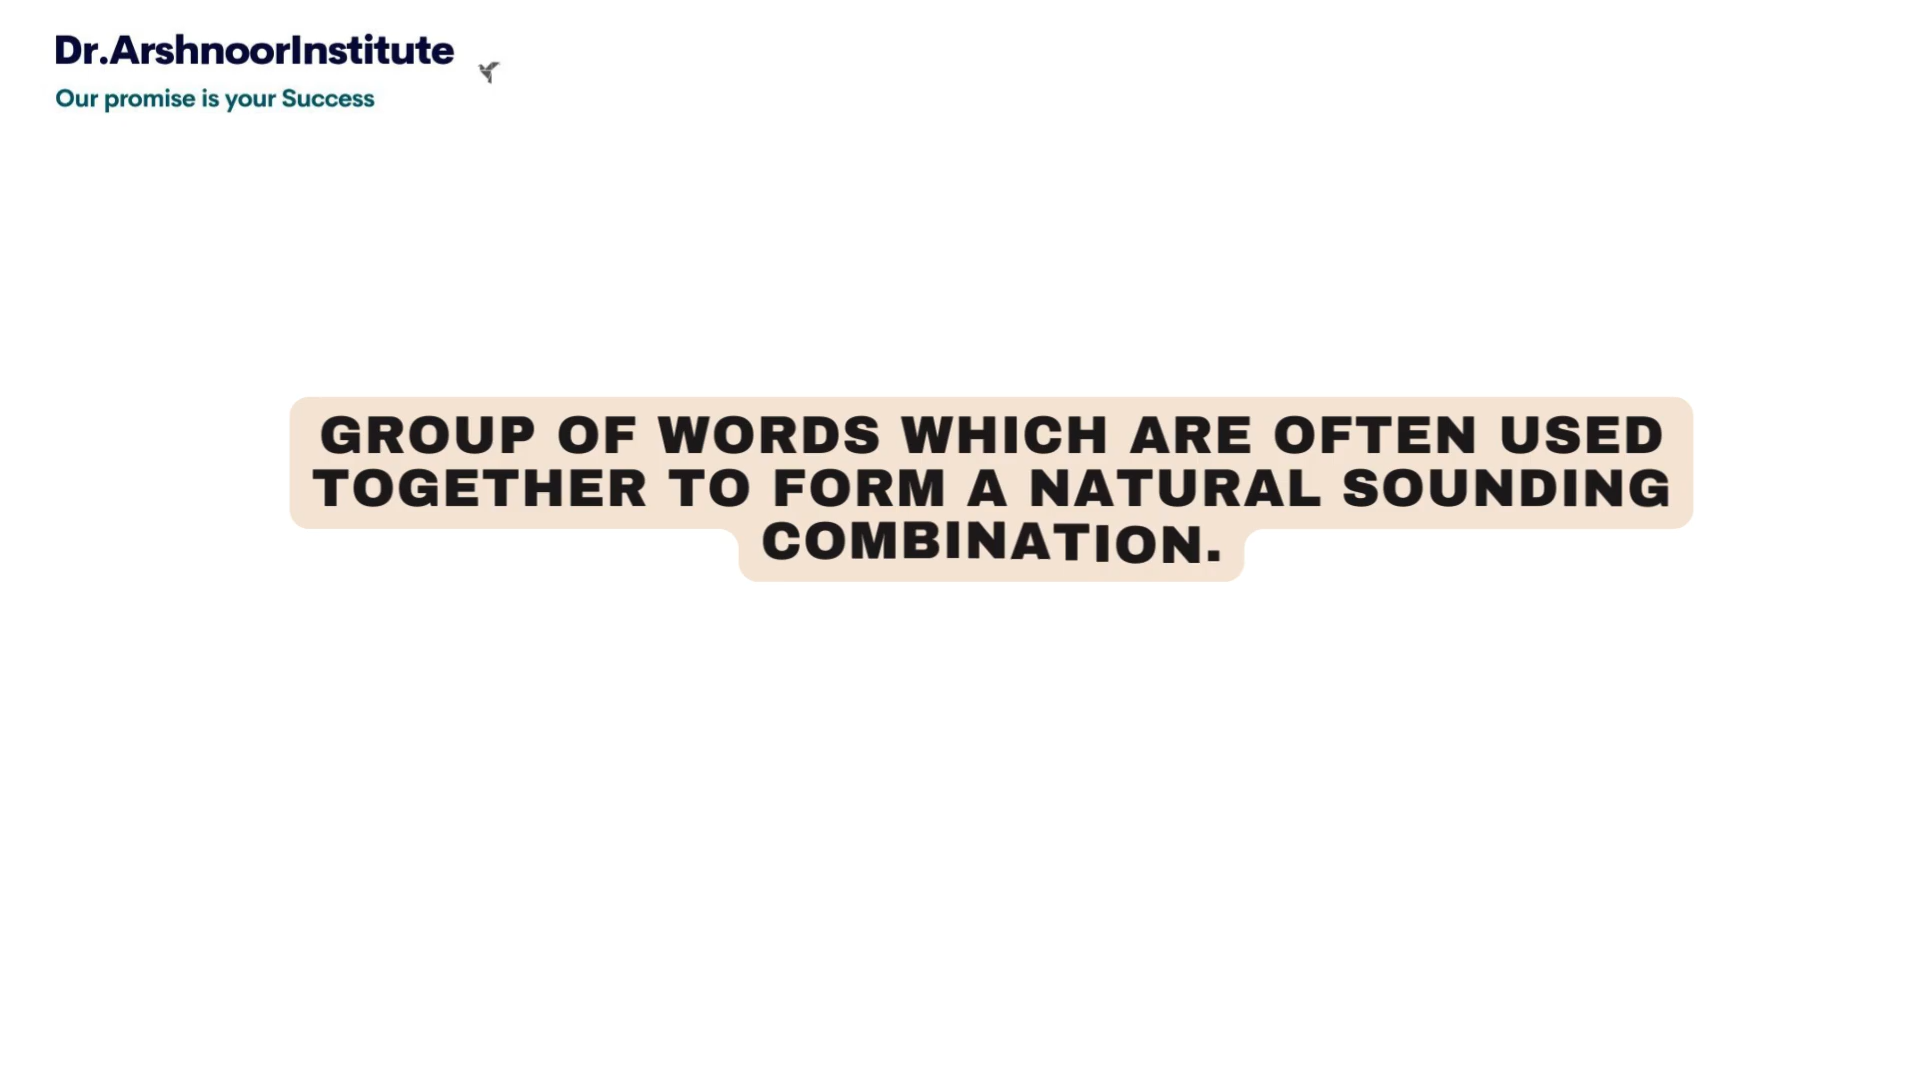 Dr.ArshnoorInstitute
Our promise is your Success
GROUP OF WORDS WHICH ARE OFTEN USED
TOGETHER TO FORM A NATURAL SOUNDING
COMBINATION.